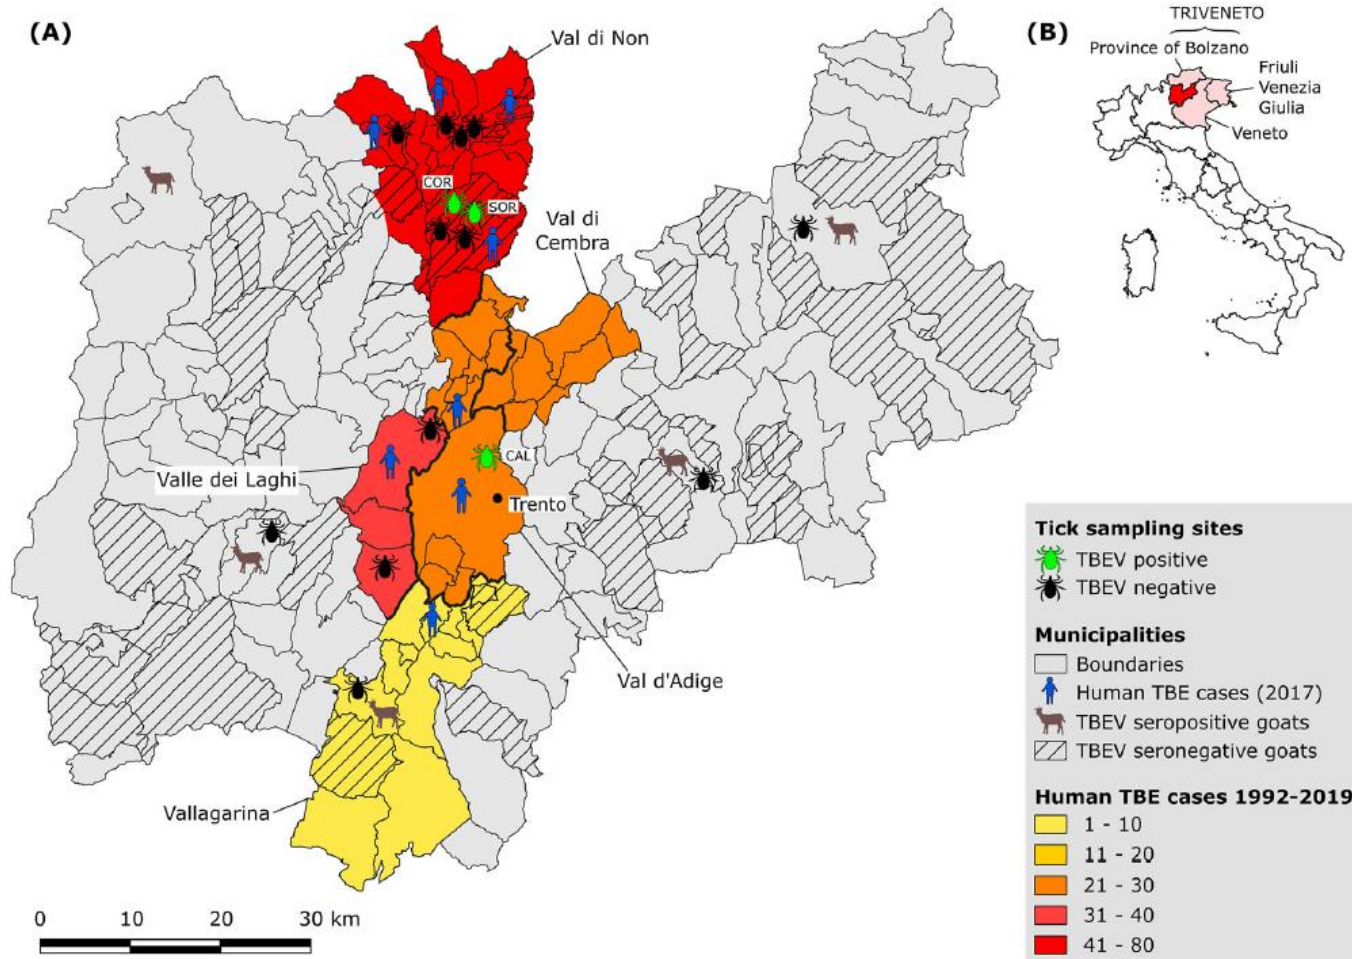 (A)
Val di Non
COR
SOR
Val di
Cembra
Valle dei Laghi
CAL
Trento
Val d'Adige
Vallagarina
0 10 20 30 km
(B)
TRIVENETO
Province of Bolzano
Friuli
Venezia
Giulia
Veneto
Tick sampling sites
TBEV positive
TBEV negative
Municipalities
Boundaries
Human TBE cases (2017)
TBEV seropositive goats
TBEV seronegative goats
Human TBE cases 1992-2019
1 - 10
11 - 20
21 - 30
31 - 40
41 - 80